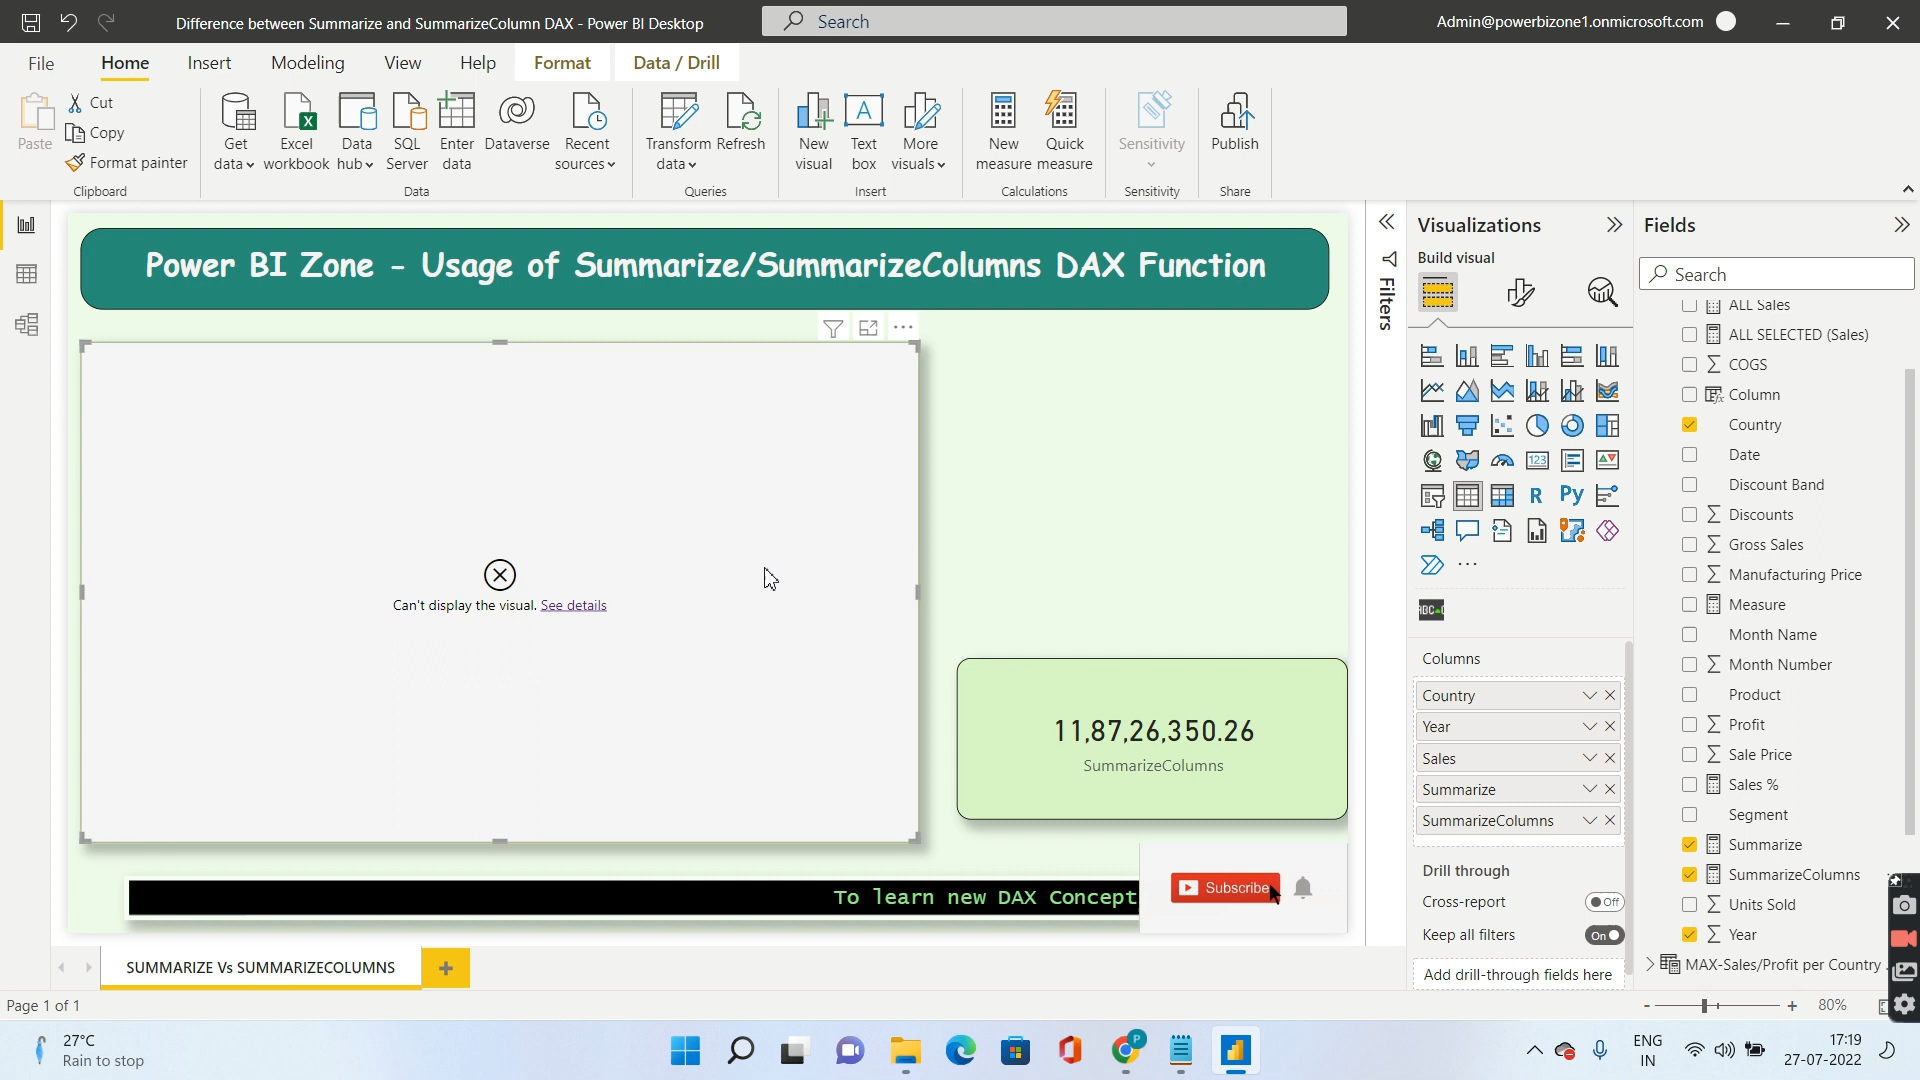 Difference between Summarize and SummarizeColumn DAX - Power BI Desktop
Search
Admin@powerbizone1.onmicrosoft.com
File
Home
Insert
Modeling
View
Help
Format
Data / Drill
Paste
Cut
Copy
Format painter
Clipboard
Get data
Excel workbook
Data hub
SQL Server
Enter data
Dataverse
Recent sources
Data
Transform data
Refresh
Queries
New visual
Text box
More visuals
Insert
New measure
Quick measure
Calculations
Sensitivity
Sensitivity
Publish
Share
Power BI Zone - Usage of Summarize/SummarizeColumns DAX Function
Can't display the visual. See details
11,87,26,350.26
SummarizeColumns
To learn new DAX Concept
Subscribe
Filters
Visualizations
Build visual
123
R
Py
ABC
Columns
Country
Year
Sales
Summarize
SummarizeColumns
Drill through
Cross-report
Off
Keep all filters
On
Add drill-through fields here
Fields
Search
ALL Sales
ALL SELECTED (Sales)
COGS
Column
Country
Date
Discount Band
Discounts
Gross Sales
Manufacturing Price
Measure
Month Name
Month Number
Product
Profit
Sale Price
Sales %
Segment
Summarize
SummarizeColumns
Units Sold
Year
MAX-Sales/Profit per Country
SUMMARIZE Vs SUMMARIZECOLUMNS
Page 1 of 1
80%
27°C
Rain to stop
P
ENG
IN
17:19
27-07-2022